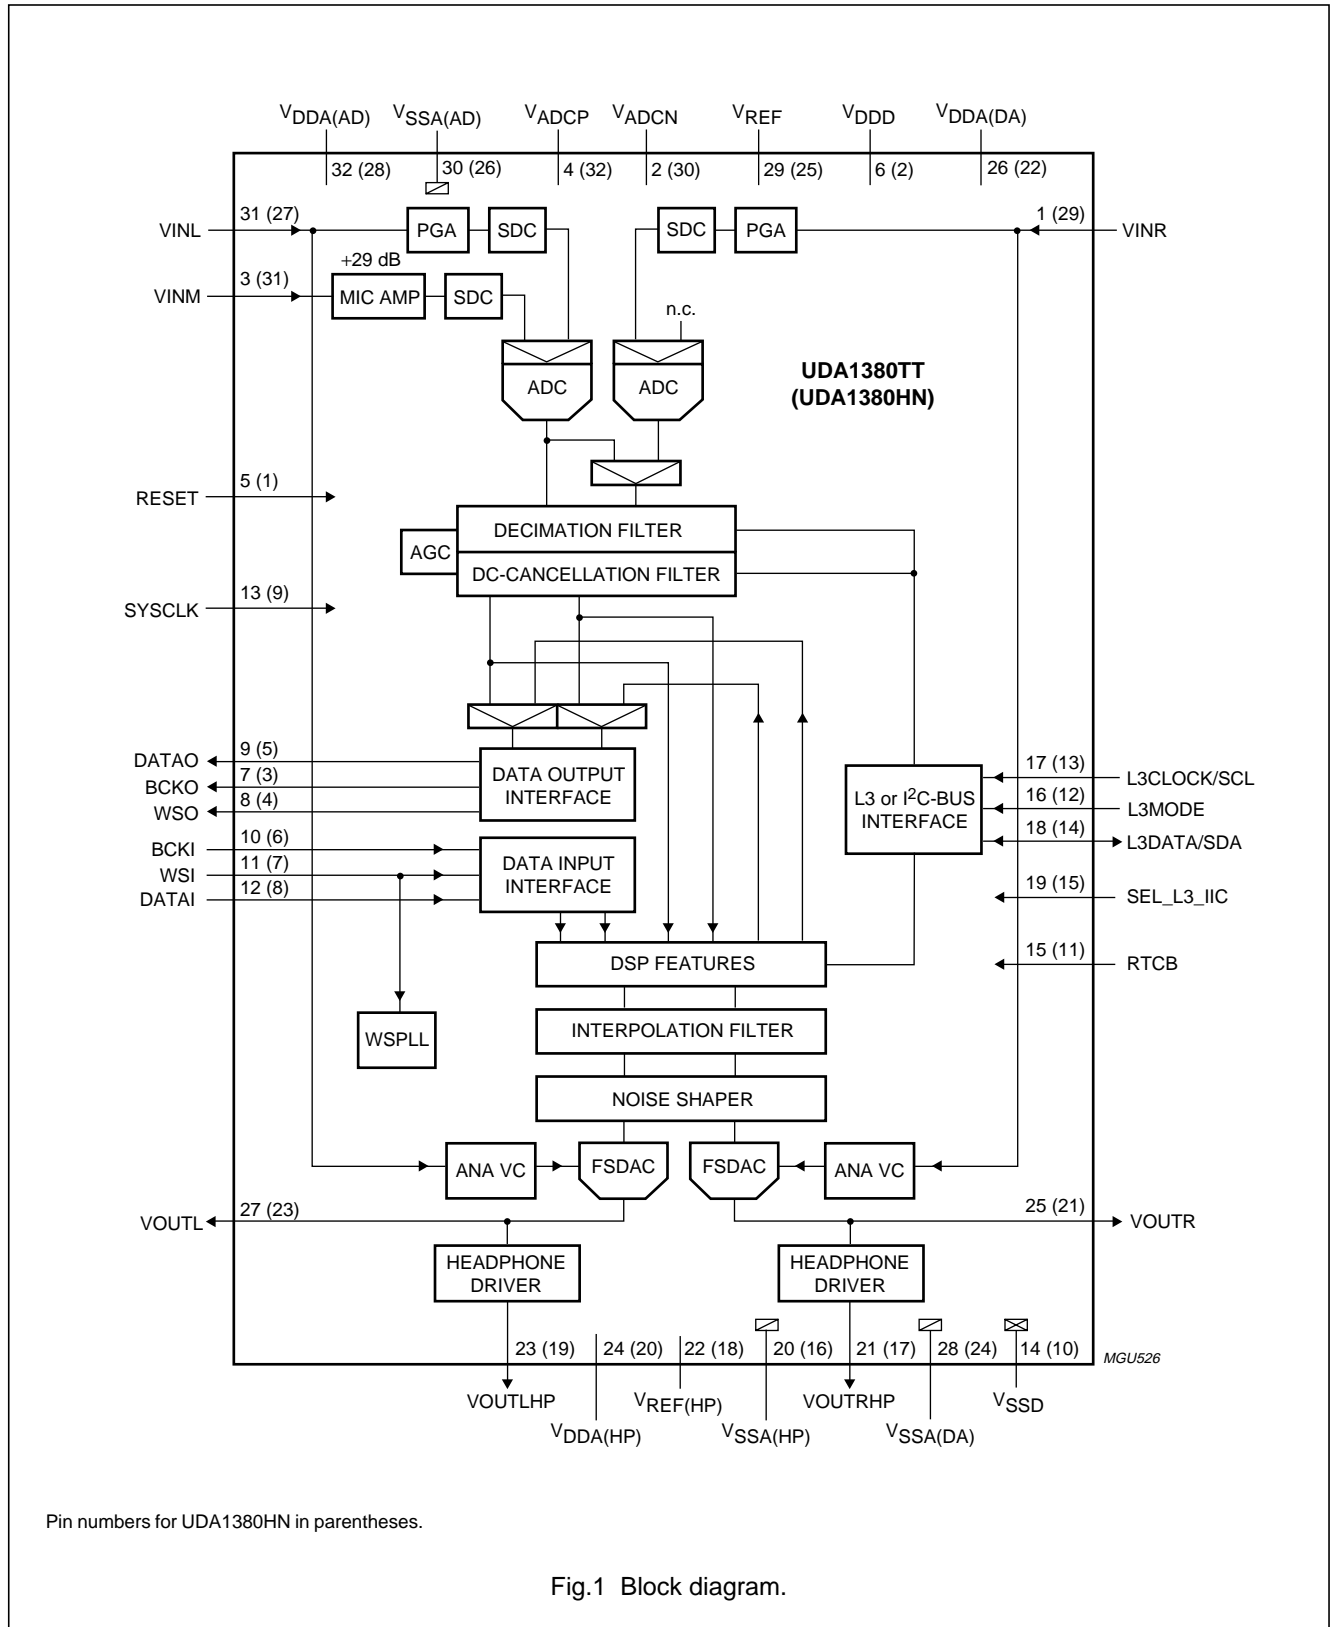 VDDA(AD)
VSSA(AD)
VADCP
VADCN
VREF
VDDD
VDDA(DA)
32 (28)
30 (26)
4 (32)
2 (30)
29 (25)
6 (2)
26 (22)
VINL
31 (27)
PGA
SDC
SDC
PGA
1 (29)
VINR
+29 dB
VINM
3 (31)
MIC AMP
SDC
n.c.
ADC
ADC
UDA1380TT
(UDA1380HN)
RESET
5 (1)
DECIMATION FILTER
AGC
DC-CANCELLATION FILTER
SYSCLK
13 (9)
DATAO
9 (5)
BCKO
7 (3)
WSO
8 (4)
DATA OUTPUT
INTERFACE
L3 or I2C-BUS
INTERFACE
17 (13)
L3CLOCK/SCL
16 (12)
L3MODE
18 (14)
L3DATA/SDA
BCKI
10 (6)
WSI
11 (7)
DATAI
12 (8)
DATA INPUT
INTERFACE
19 (15)
SEL_L3_IIC
DSP FEATURES
15 (11)
RTCB
WSPLL
INTERPOLATION FILTER
NOISE SHAPER
ANA VC
FSDAC
FSDAC
ANA VC
VOUTL
27 (23)
25 (21)
VOUTR
HEADPHONE
DRIVER
HEADPHONE
DRIVER
23 (19)
24 (20)
22 (18)
20 (16)
21 (17)
28 (24)
14 (10)
MGU526
VOUTLHP
VDDA(HP)
VREF(HP)
VSSA(HP)
VOUTRHP
VSSA(DA)
VSSD
Pin numbers for UDA1380HN in parentheses.
Fig.1 Block diagram.